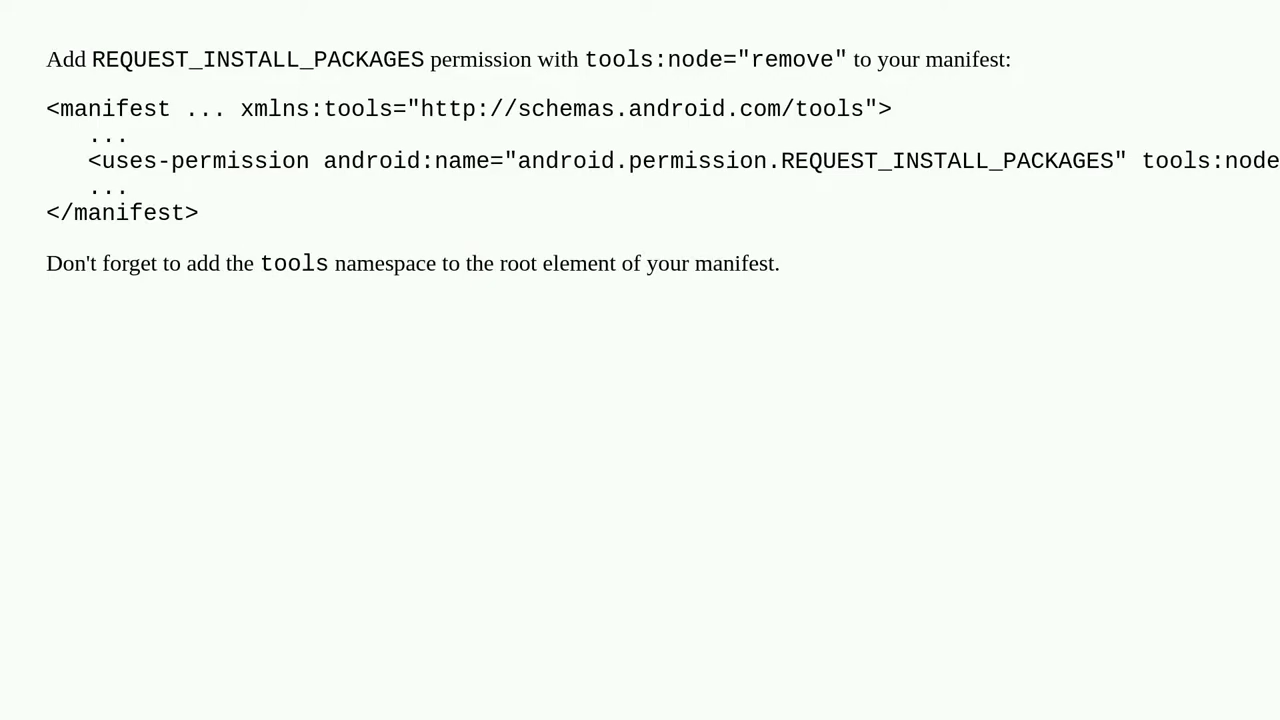 Add REQUEST_INSTALL_PACKAGES permission with tools:node="remove" to your manifest:
<manifest ... xmlns:tools="http://schemas.android.com/tools">
...
<uses-permission android:name="android.permission.REQUEST_INSTALL_PACKAGES" tools:node
...
</manifest>
Don't forget to add the tools namespace to the root element of your manifest.